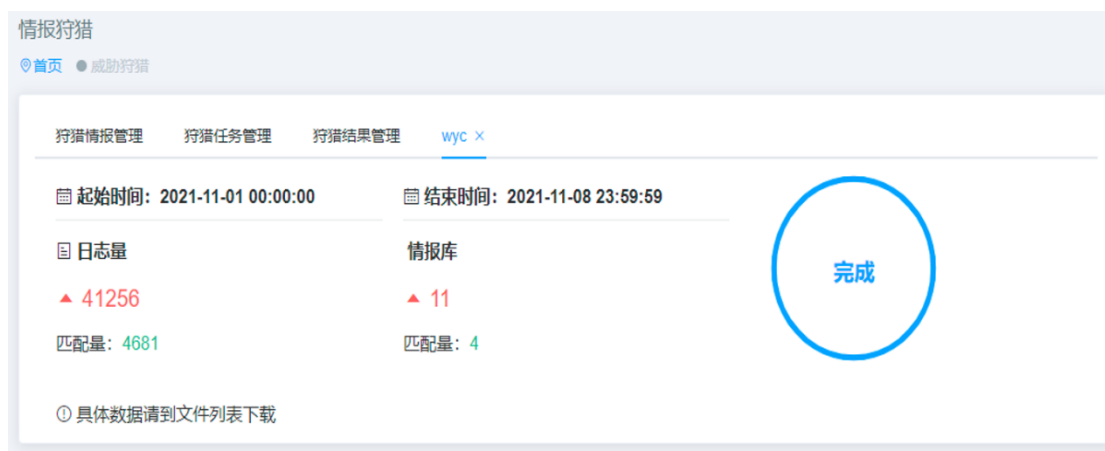 情报狩猎
首页 威胁狩猎
狩猎情报管理 狩猎任务管理 狩猎结果管理 wyc ×
起始时间：2021-11-01 00:00:00 结束时间：2021-11-08 23:59:59
日志量 情报库
41256 11
完成
匹配量：4681 匹配量：4
具体数据请到文件列表下载